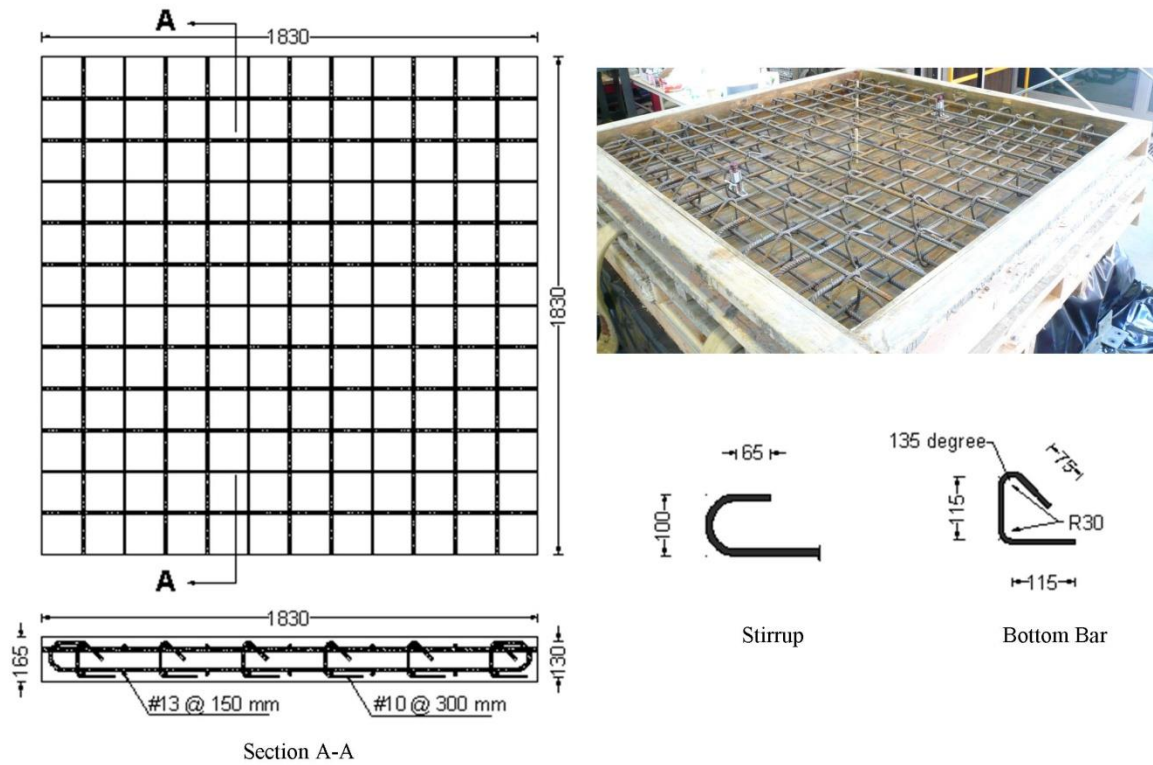 A
1830
1830
A
1830
165
130
#13 @ 150 mm
#10 @ 300 mm
Section A-A
65
100
Stirrup
135 degree
75
115
R30
115
Bottom Bar